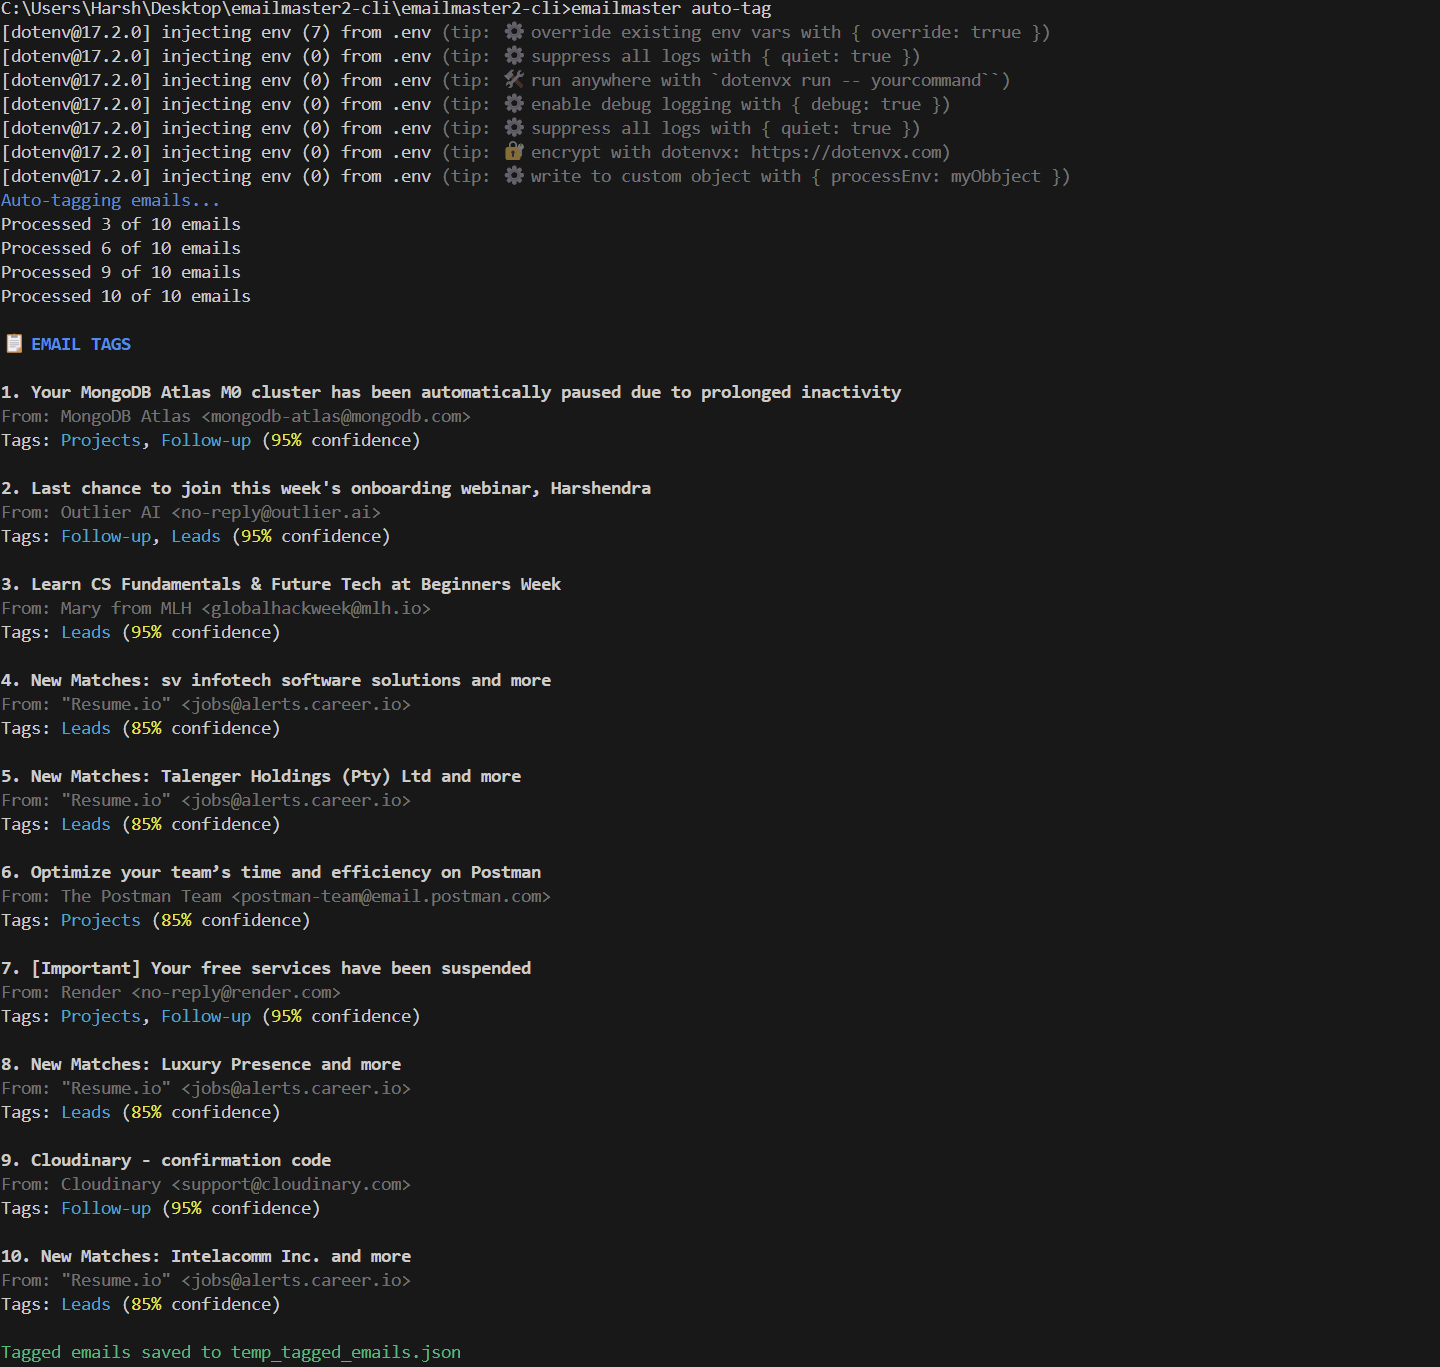 C:\Users\Harsh\Desktop\emailmaster2-cli\emailmaster2-cli>emailmaster auto-tag
[dotenv@17.2.0] injecting env (7) from .env (tip: ⚙️ override existing env vars with { override: trrue })
[dotenv@17.2.0] injecting env (0) from .env (tip: ⚙️ suppress all logs with { quiet: true })
[dotenv@17.2.0] injecting env (0) from .env (tip: 🛠️ run anywhere with `dotenvx run -- yourcommand``)
[dotenv@17.2.0] injecting env (0) from .env (tip: ⚙️ enable debug logging with { debug: true })
[dotenv@17.2.0] injecting env (0) from .env (tip: ⚙️ suppress all logs with { quiet: true })
[dotenv@17.2.0] injecting env (0) from .env (tip: 🔐 encrypt with dotenvx: https://dotenvx.com)
[dotenv@17.2.0] injecting env (0) from .env (tip: ⚙️ write to custom object with { processEnv: myObbject })
Auto-tagging emails...
Processed 3 of 10 emails
Processed 6 of 10 emails
Processed 9 of 10 emails
Processed 10 of 10 emails
📋 EMAIL TAGS
1. Your MongoDB Atlas M0 cluster has been automatically paused due to prolonged inactivity
From: MongoDB Atlas <mongodb-atlas@mongodb.com>
Tags: Projects, Follow-up (95% confidence)
2. Last chance to join this week's onboarding webinar, Harshendra
From: Outlier AI <no-reply@outlier.ai>
Tags: Follow-up, Leads (95% confidence)
3. Learn CS Fundamentals & Future Tech at Beginners Week
From: Mary from MLH <globalhackweek@mlh.io>
Tags: Leads (95% confidence)
4. New Matches: sv infotech software solutions and more
From: "Resume.io" <jobs@alerts.career.io>
Tags: Leads (85% confidence)
5. New Matches: Talenger Holdings (Pty) Ltd and more
From: "Resume.io" <jobs@alerts.career.io>
Tags: Leads (85% confidence)
6. Optimize your team’s time and efficiency on Postman
From: The Postman Team <postman-team@email.postman.com>
Tags: Projects (85% confidence)
7. [Important] Your free services have been suspended
From: Render <no-reply@render.com>
Tags: Projects, Follow-up (95% confidence)
8. New Matches: Luxury Presence and more
From: "Resume.io" <jobs@alerts.career.io>
Tags: Leads (85% confidence)
9. Cloudinary - confirmation code
From: Cloudinary <support@cloudinary.com>
Tags: Follow-up (95% confidence)
10. New Matches: Intelacomm Inc. and more
From: "Resume.io" <jobs@alerts.career.io>
Tags: Leads (85% confidence)
Tagged emails saved to temp_tagged_emails.json